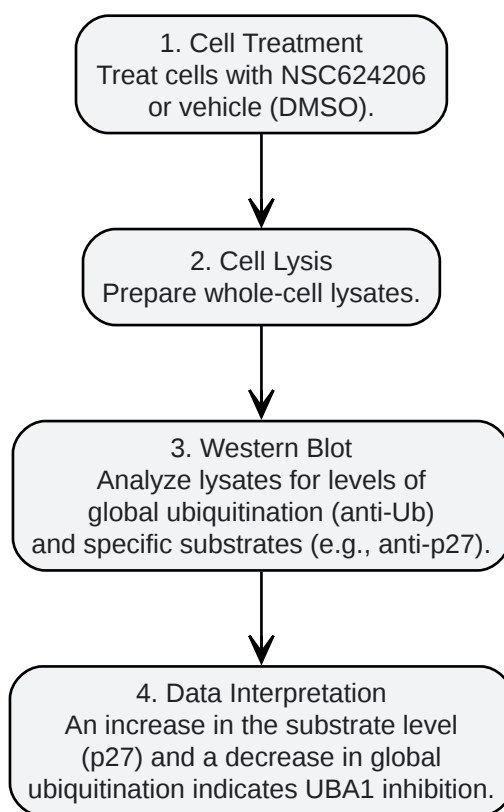 1. Cell Treatment
Treat cells with NSC624206
or vehicle (DMSO).
2. Cell Lysis
Prepare whole-cell lysates.
3. Western Blot
Analyze lysates for levels of
global ubiquitination (anti-Ub)
and specific substrates (e.g., anti-p27).
4. Data Interpretation
An increase in the substrate level
(p27) and a decrease in global
ubiquitination indicates UBA1 inhibition.